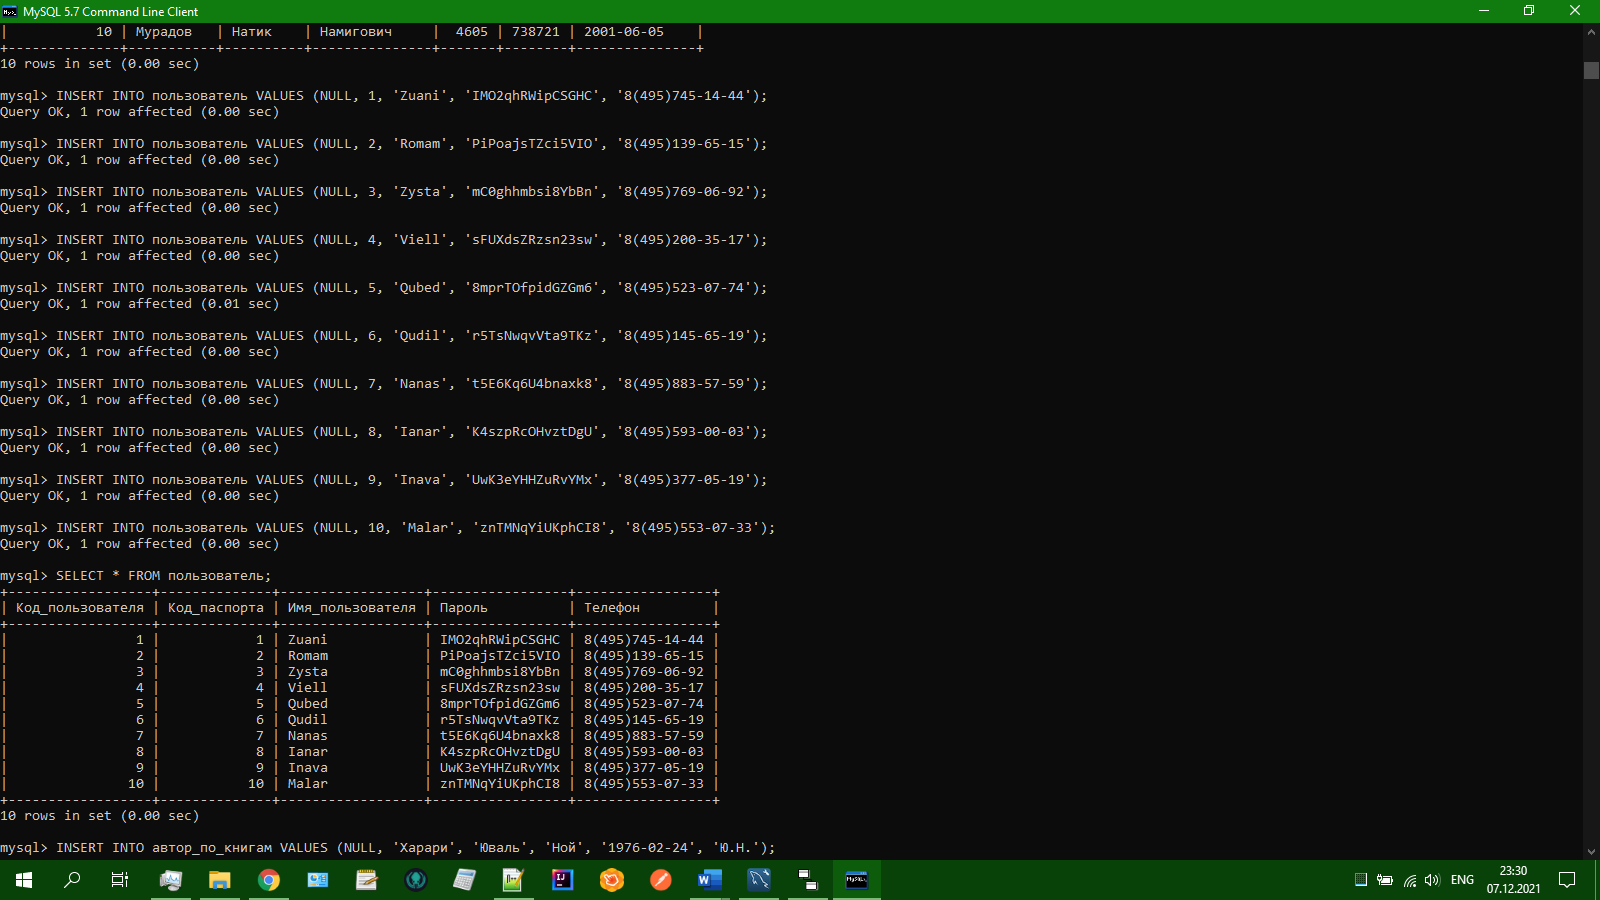 MySQL 5.7 Command Line Client
|           10 | Мурадов   | Натик    | Намигович     |  4605 | 738721 | 2001-06-05    |
+--------------+-----------+----------+---------------+-------+--------+---------------+
10 rows in set (0.00 sec)
mysql> INSERT INTO пользователь VALUES (NULL, 1, 'Zuani', 'IMO2qhRWipCSGHC', '8(495)745-14-44');
Query OK, 1 row affected (0.00 sec)
mysql> INSERT INTO пользователь VALUES (NULL, 2, 'Romam', 'PiPoajsTZci5VIO', '8(495)139-65-15');
Query OK, 1 row affected (0.00 sec)
mysql> INSERT INTO пользователь VALUES (NULL, 3, 'Zysta', 'mC0ghhmbsi8YbBn', '8(495)769-06-92');
Query OK, 1 row affected (0.00 sec)
mysql> INSERT INTO пользователь VALUES (NULL, 4, 'Viell', 'sFUXdsZRzsn23sw', '8(495)200-35-17');
Query OK, 1 row affected (0.00 sec)
mysql> INSERT INTO пользователь VALUES (NULL, 5, 'Qubed', '8mprTOfpidGZGm6', '8(495)523-07-74');
Query OK, 1 row affected (0.01 sec)
mysql> INSERT INTO пользователь VALUES (NULL, 6, 'Qudil', 'r5TsNwqvVta9TKz', '8(495)145-65-19');
Query OK, 1 row affected (0.00 sec)
mysql> INSERT INTO пользователь VALUES (NULL, 7, 'Nanas', 't5E6Kq6U4bnaxk8', '8(495)883-57-59');
Query OK, 1 row affected (0.00 sec)
mysql> INSERT INTO пользователь VALUES (NULL, 8, 'Ianar', 'K4szpRcOHvztDgU', '8(495)593-00-03');
Query OK, 1 row affected (0.00 sec)
mysql> INSERT INTO пользователь VALUES (NULL, 9, 'Inava', 'UwK3eYHHZuRvYMx', '8(495)377-05-19');
Query OK, 1 row affected (0.00 sec)
mysql> INSERT INTO пользователь VALUES (NULL, 10, 'Malar', 'znTMNqYiUKphCI8', '8(495)553-07-33');
Query OK, 1 row affected (0.00 sec)
mysql> SELECT * FROM пользователь;
+------------------+--------------+------------------+-----------------+-----------------+
| Код_пользователя | Код_паспорта | Имя_пользователя | Пароль          | Телефон         |
+------------------+--------------+------------------+-----------------+-----------------+
|                1 |            1 | Zuani            | IMO2qhRWipCSGHC | 8(495)745-14-44 |
|                2 |            2 | Romam            | PiPoajsTZci5VIO | 8(495)139-65-15 |
|                3 |            3 | Zysta            | mC0ghhmbsi8YbBn | 8(495)769-06-92 |
|                4 |            4 | Viell            | sFUXdsZRzsn23sw | 8(495)200-35-17 |
|                5 |            5 | Qubed            | 8mprTOfpidGZGm6 | 8(495)523-07-74 |
|                6 |            6 | Qudil            | r5TsNwqvVta9TKz | 8(495)145-65-19 |
|                7 |            7 | Nanas            | t5E6Kq6U4bnaxk8 | 8(495)883-57-59 |
|                8 |            8 | Ianar            | K4szpRcOHvztDgU | 8(495)593-00-03 |
|                9 |            9 | Inava            | UwK3eYHHZuRvYMx | 8(495)377-05-19 |
|               10 |           10 | Malar            | znTMNqYiUKphCI8 | 8(495)553-07-33 |
+------------------+--------------+------------------+-----------------+-----------------+
10 rows in set (0.00 sec)
mysql> INSERT INTO автор_по_книгам VALUES (NULL, 'Харари', 'Юваль', 'Ной', '1976-02-24', 'Ю.Н.');
ENG
23:30
07.12.2021